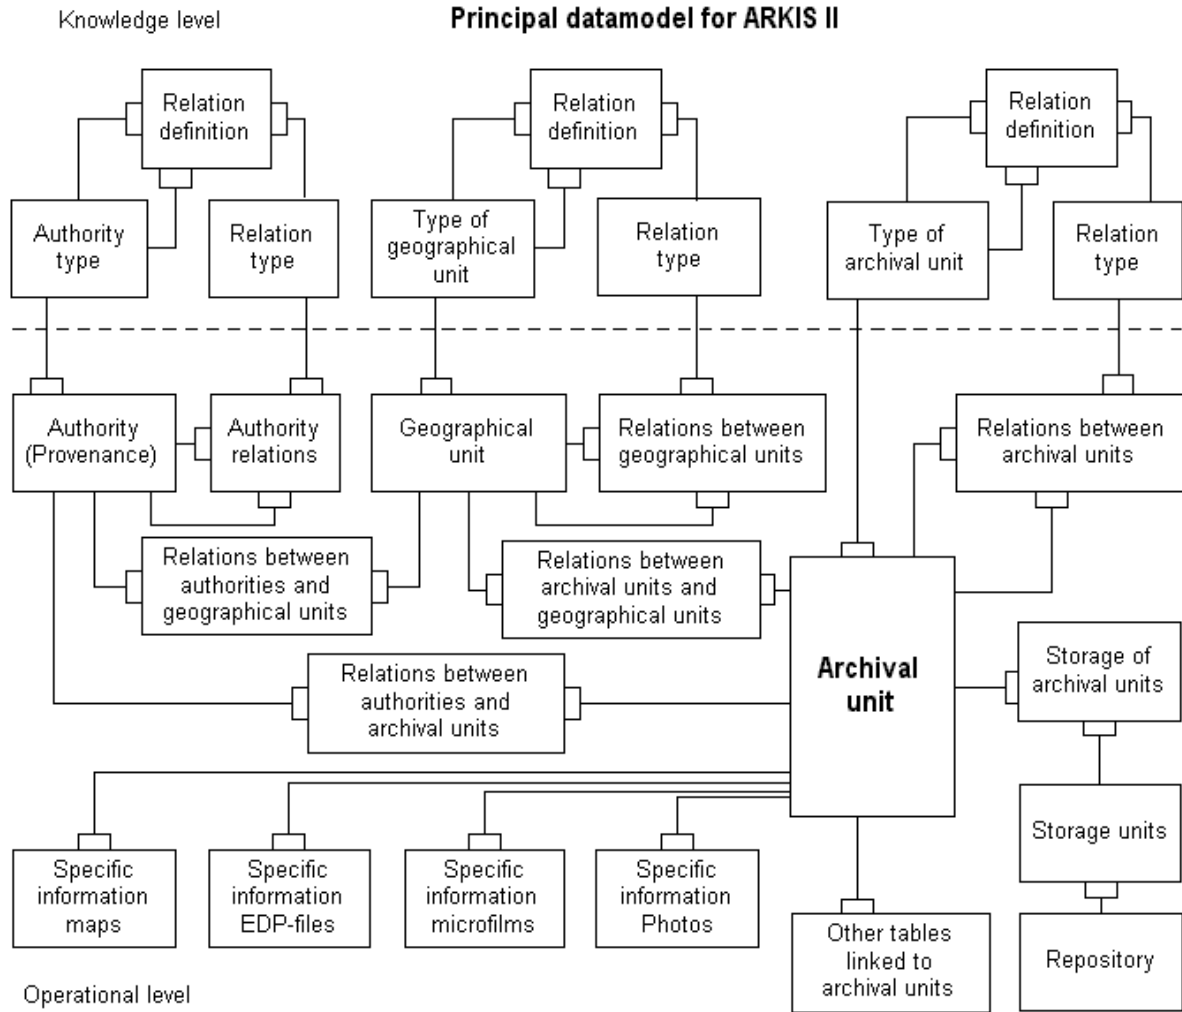 Knowledge level
Principal datamodel for ARKIS II
Relation
definition
Relation
definition
Relation
definition
Authority
type
Relation
type
Type of
geographical
unit
Relation
type
Type of
archival unit
Relation
type
Authority
(Provenance)
Authority
relations
Geographical
unit
Relations between
geographical units
Relations between
archival units
Relations between
authorities and
geographical units
Relations between
archival units and
geographical units
Relations between
authorities and
archival units
Archival
unit
Storage of
archival units
Storage units
Specific
information
maps
Specific
information
EDP-files
Specific
information
microfilms
Specific
information
Photos
Other tables
linked to
archival units
Repository
Operational level